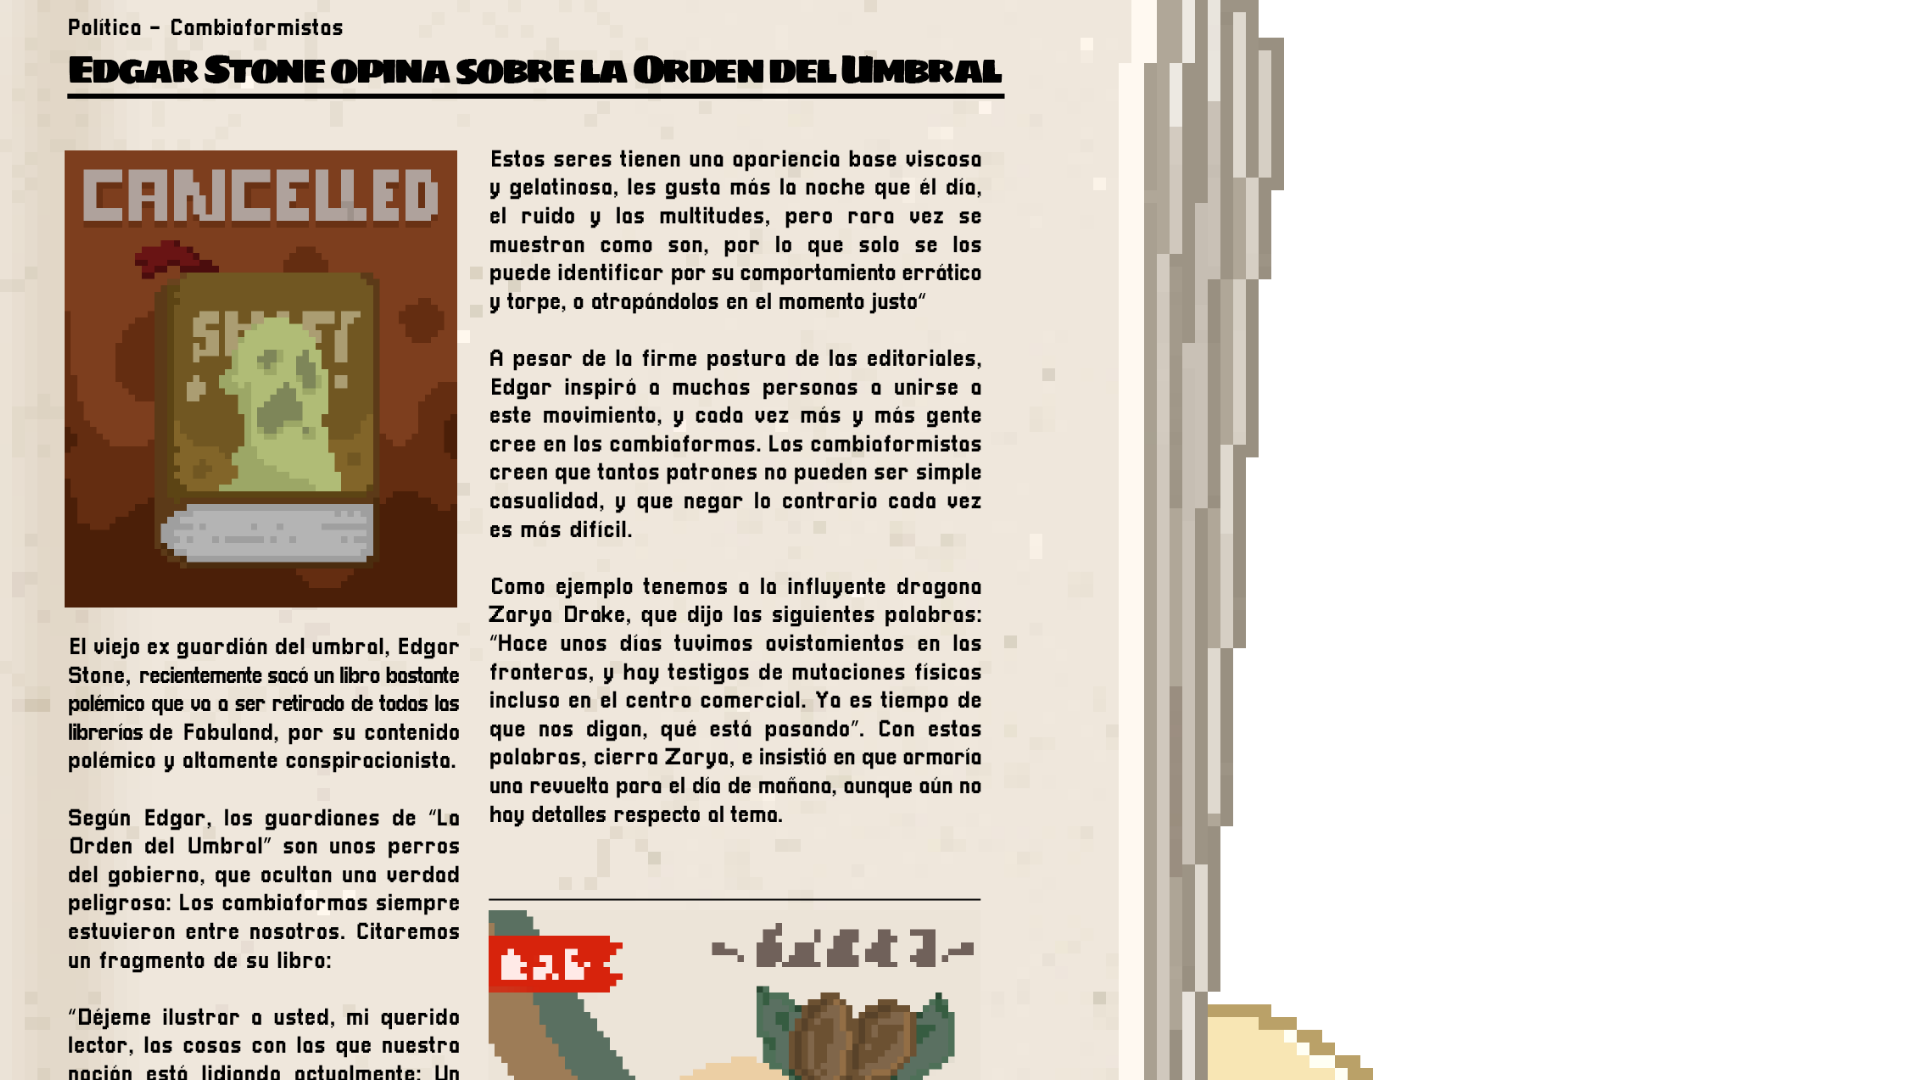 Política - Cambiaformistas
Edgar Stone opina sobre la Orden del Umbral
CANCELLED
El viejo ex guardián del umbral, Edgar
Stone, recientemente sacó un libro bastante
polémico que va a ser retirado de todas las
librerías de Fabuland, por su contenido
polémico y altamente conspiracionista.
Según Edgar, los guardianes de “La
Orden del Umbral” son unos perros
del gobierno, que ocultan una verdad
peligrosa: Los cambiaformas siempre
estuvieron entre nosotros. Citaremos
un fragmento de su libro:
“Déjeme ilustrar a usted, mi querido
lector, las cosas con las que nuestra
nación está lidiando actualmente: Un
Estos seres tienen una apariencia base viscosa
y gelatinosa, les gusta más la noche que él día,
el ruido y las multitudes, pero rara vez se
muestran como son, por lo que solo se los
puede identificar por su comportamiento errático
y torpe, o atrapándolos en el momento justo“
A pesar de la firme postura de las editoriales,
Edgar inspiró a muchas personas a unirse a
este movimiento, y cada vez más y más gente
cree en los cambiaformas. Los cambiaformistas
creen que tantos patrones no pueden ser simple
casualidad, y que negar lo contrario cada vez
es más difícil.
Como ejemplo tenemos a la influyente dragona
Zarya Drake, que dijo las siguientes palabras:
“Hace unos días tuvimos avistamientos en las
fronteras, y hay testigos de mutaciones físicas
incluso en el centro comercial. Ya es tiempo de
que nos digan, qué está pasando”. Con estas
palabras, cierra Zarya, e insistió en que armaría
una revuelta para el día de mañana, aunque aún no
hay detalles respecto al tema.